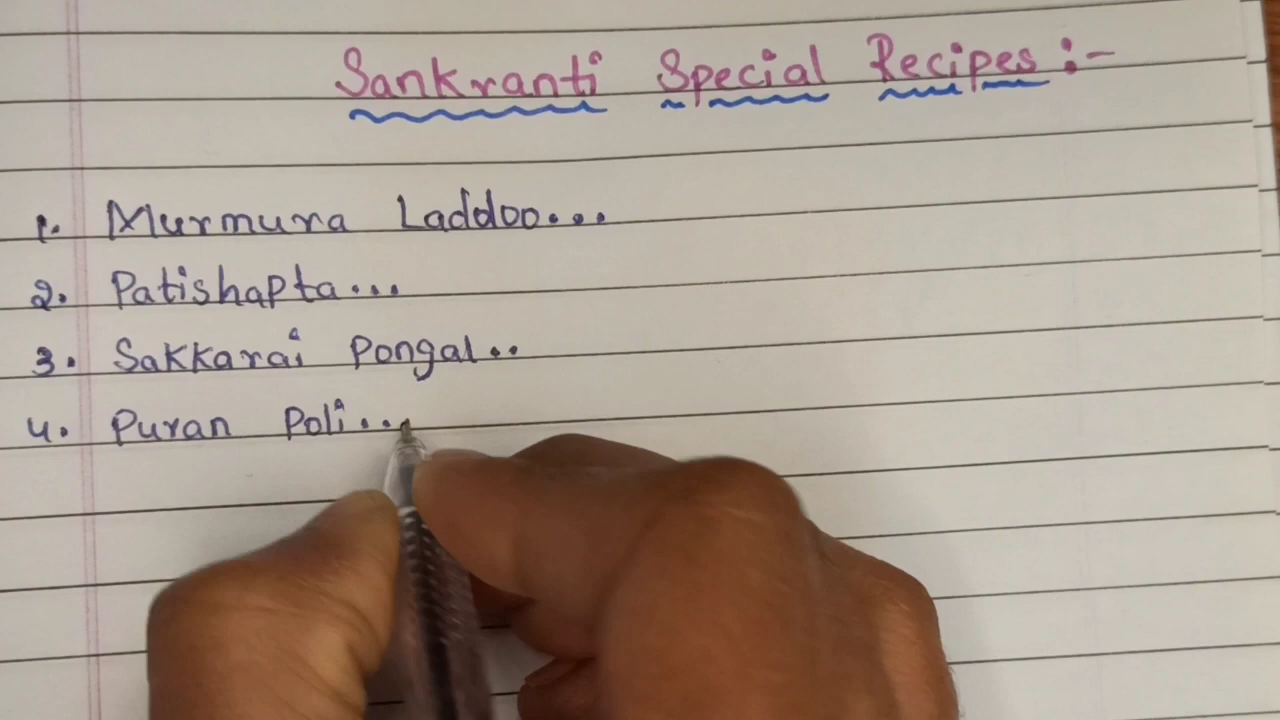 Sankranti Special Recipes :-
1. Murmura Laddoo...
2. Patishapta...
3. Sakkarai Pongal..
4. Puran Poli...